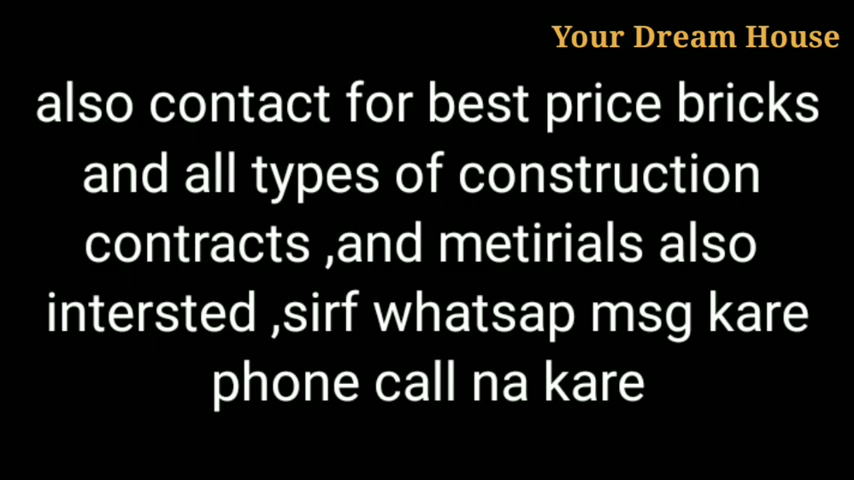 Your Dream House
also contact for best price bricks
and all types of construction
contracts ,and metirials also
intersted ,sirf whatsap msg kare
phone call na kare